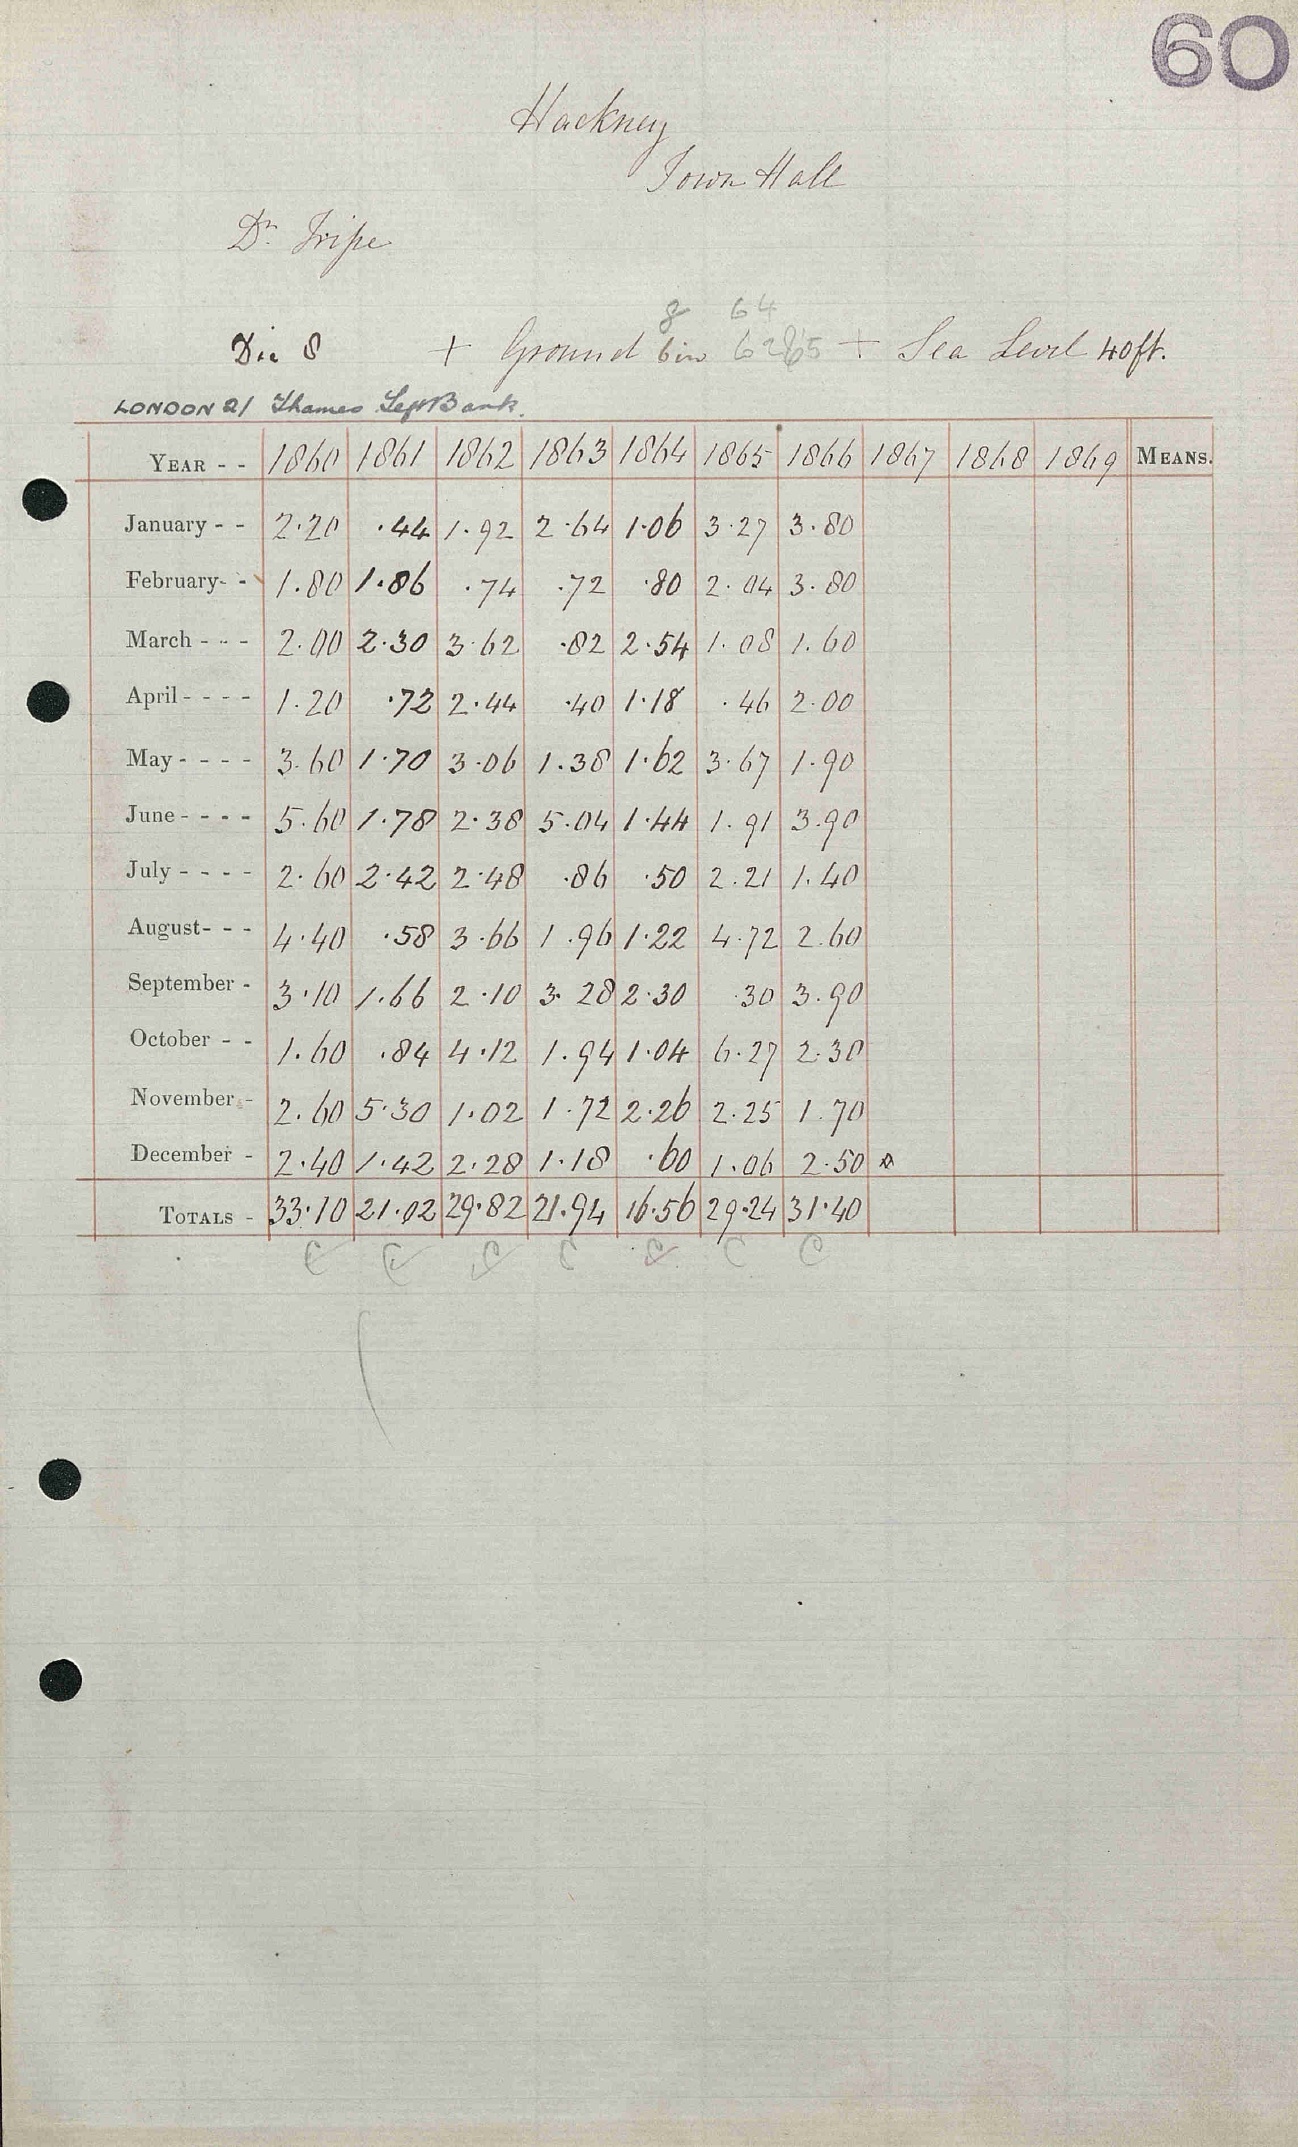 60
Hackney
Town Hall
Dr. Tripe
8 64
Dia 8 + Ground 6in + Sea Level 40ft.
LONDON 2/ Thames Left Bank.
YEAR - - 1860 1861 1862 1863 1864 1865 1866 1867 1868 1869 MEANS.
January - - 2.20 .44 1.92 2.64 1.06 3.27 3.80
February - - 1.80 1.86 .74 .72 .80 2.04 3.80
March - - - 2.00 2.30 3.62 .82 2.54 1.08 1.60
April - - - - 1.20 .72 2.44 .40 1.18 .46 2.00
May - - - - 3.60 1.70 3.06 1.38 1.62 3.67 1.90
June - - - - 5.60 1.78 2.38 5.04 1.44 1.91 3.90
July - - - - 2.60 2.42 2.48 .86 .50 2.21 1.40
August - - - 4.40 .58 3.66 1.96 1.22 4.72 2.60
September - 3.10 1.66 2.10 3.28 2.30 .30 3.90
October - - 1.60 .84 4.12 1.94 1.04 6.27 2.30
November - 2.60 5.30 1.02 1.72 2.26 2.25 1.70
December - 2.40 1.42 2.28 1.18 .60 1.06 2.50
TOTALS - 33.10 21.02 29.82 21.94 16.56 29.24 31.40
C C C C C C C